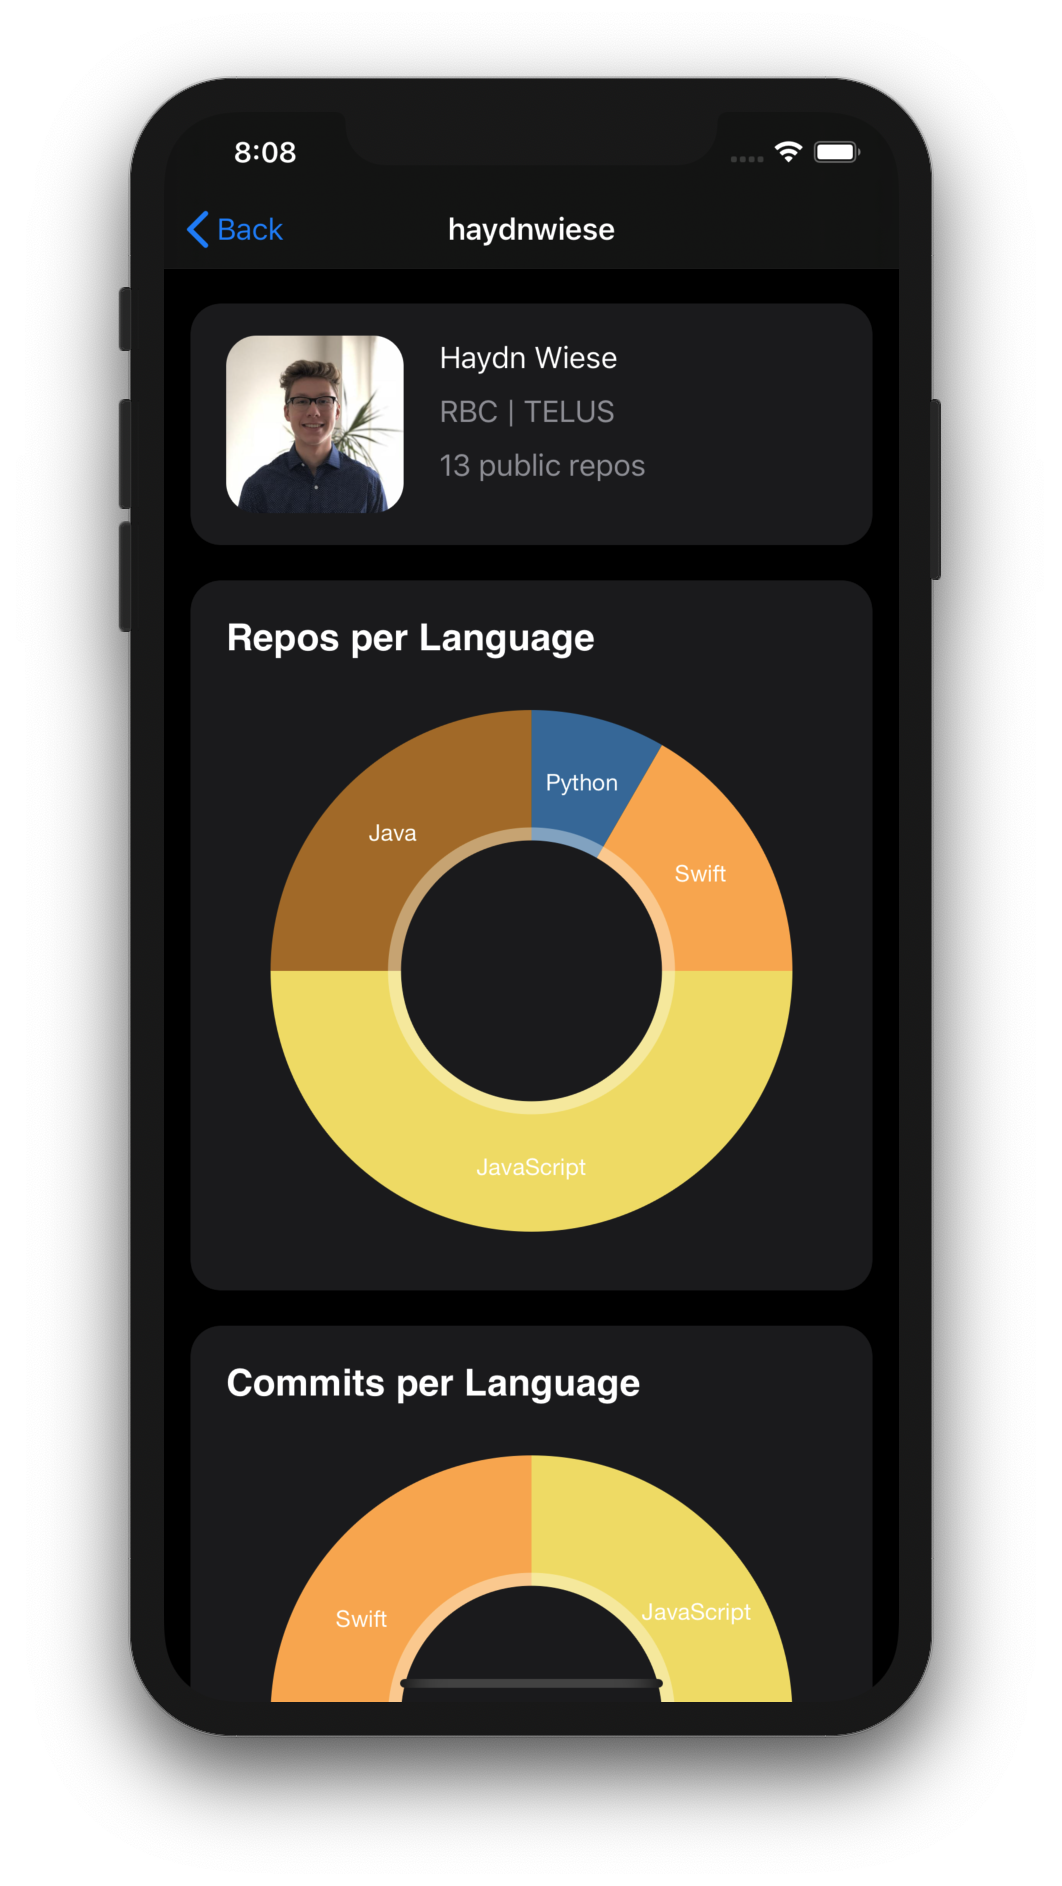 8:08
Back
haydnwiese
Haydn Wiese
RBC | TELUS
13 public repos
Repos per Language
Python
Java
Swift
JavaScript
Commits per Language
JavaScript
Swift